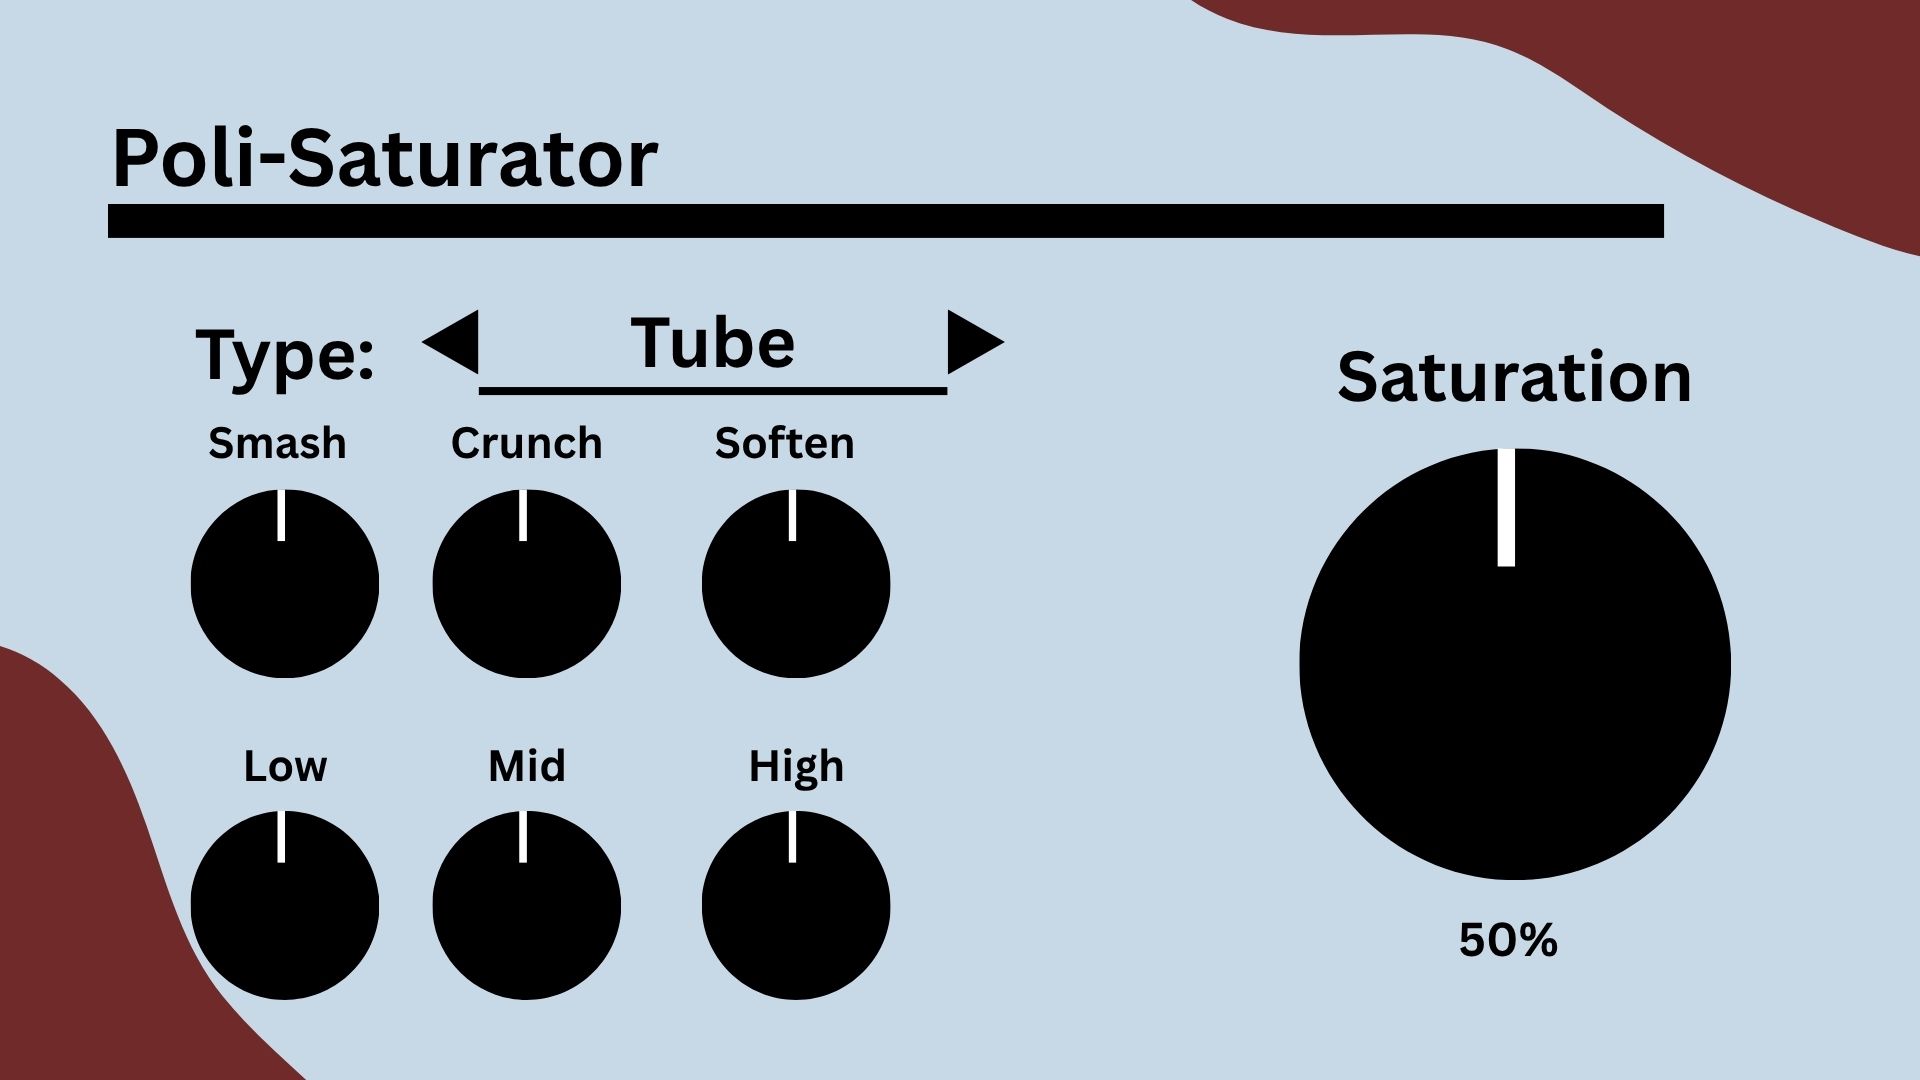 Poli-Saturator
Type:
Tube
Saturation
Smash
Crunch
Soften
Low
Mid
High
50%